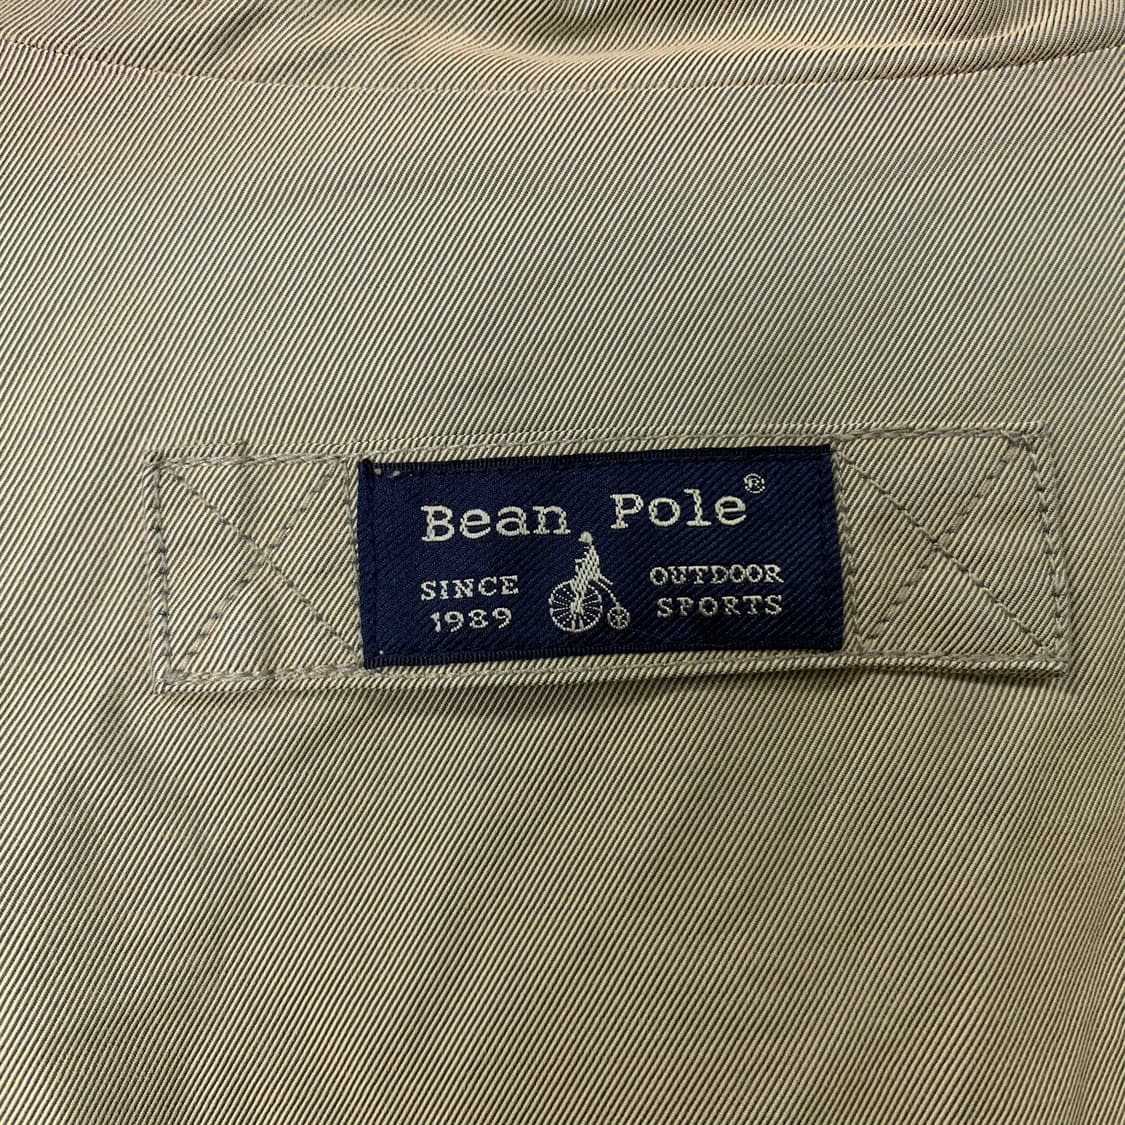 Bean Pole®
SINCE
1989
OUTDOOR
SPORTS